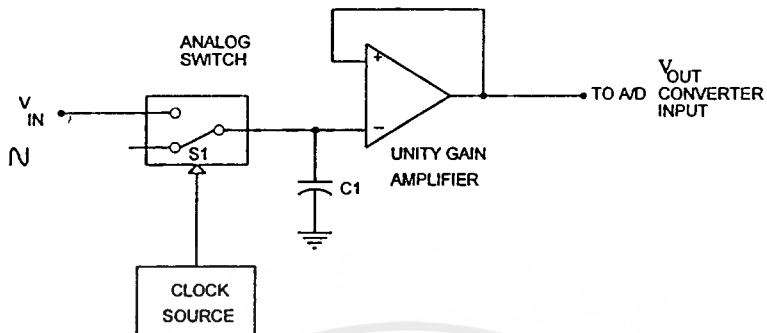 ANALOG
SWITCH
V
IN
S1
+
−
C1
UNITY GAIN
AMPLIFIER
V
OUT
TO A/D CONVERTER
INPUT
CLOCK
SOURCE